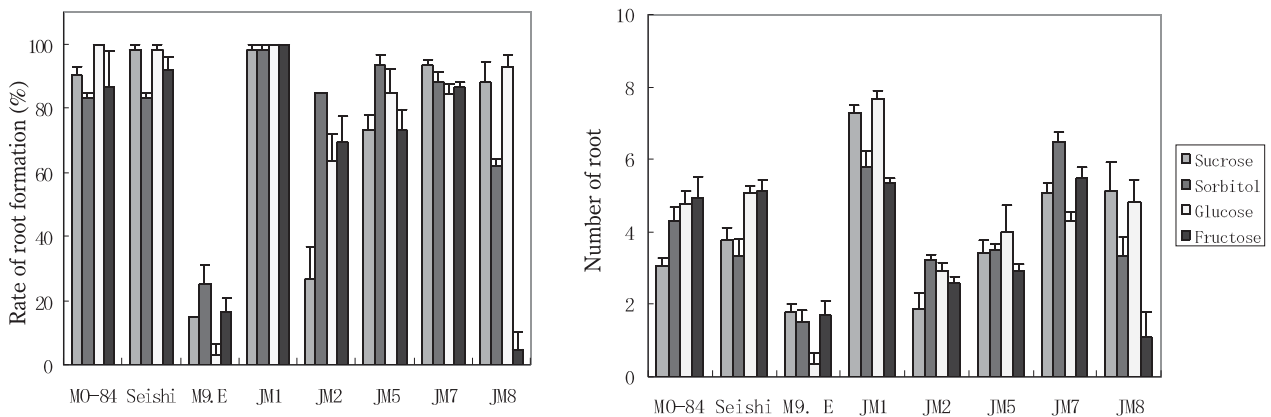 Rate of root formation (%)
100
80
60
40
20
0
MO-84 Seishi M9. E JM1 JM2 JM5 JM7 JM8
Number of root
10
8
6
4
2
0
MO-84 Seishi M9. E JM1 JM2 JM5 JM7 JM8
Sucrose
Sorbitol
Glucose
Fructose